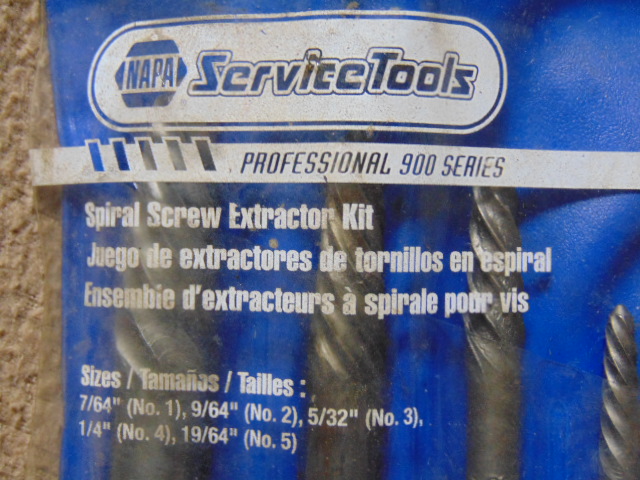 NAPA ServiceTools
PROFESSIONAL 900 SERIES
Spiral Screw Extractor Kit
Juego de extractores de tornillos en espiral
Ensemble d'extracteurs à spirale pour vis
Sizes / Tamaños / Tailles :
7/64" (No. 1), 9/64" (No. 2), 5/32" (No. 3),
1/4" (No. 4), 19/64" (No. 5)